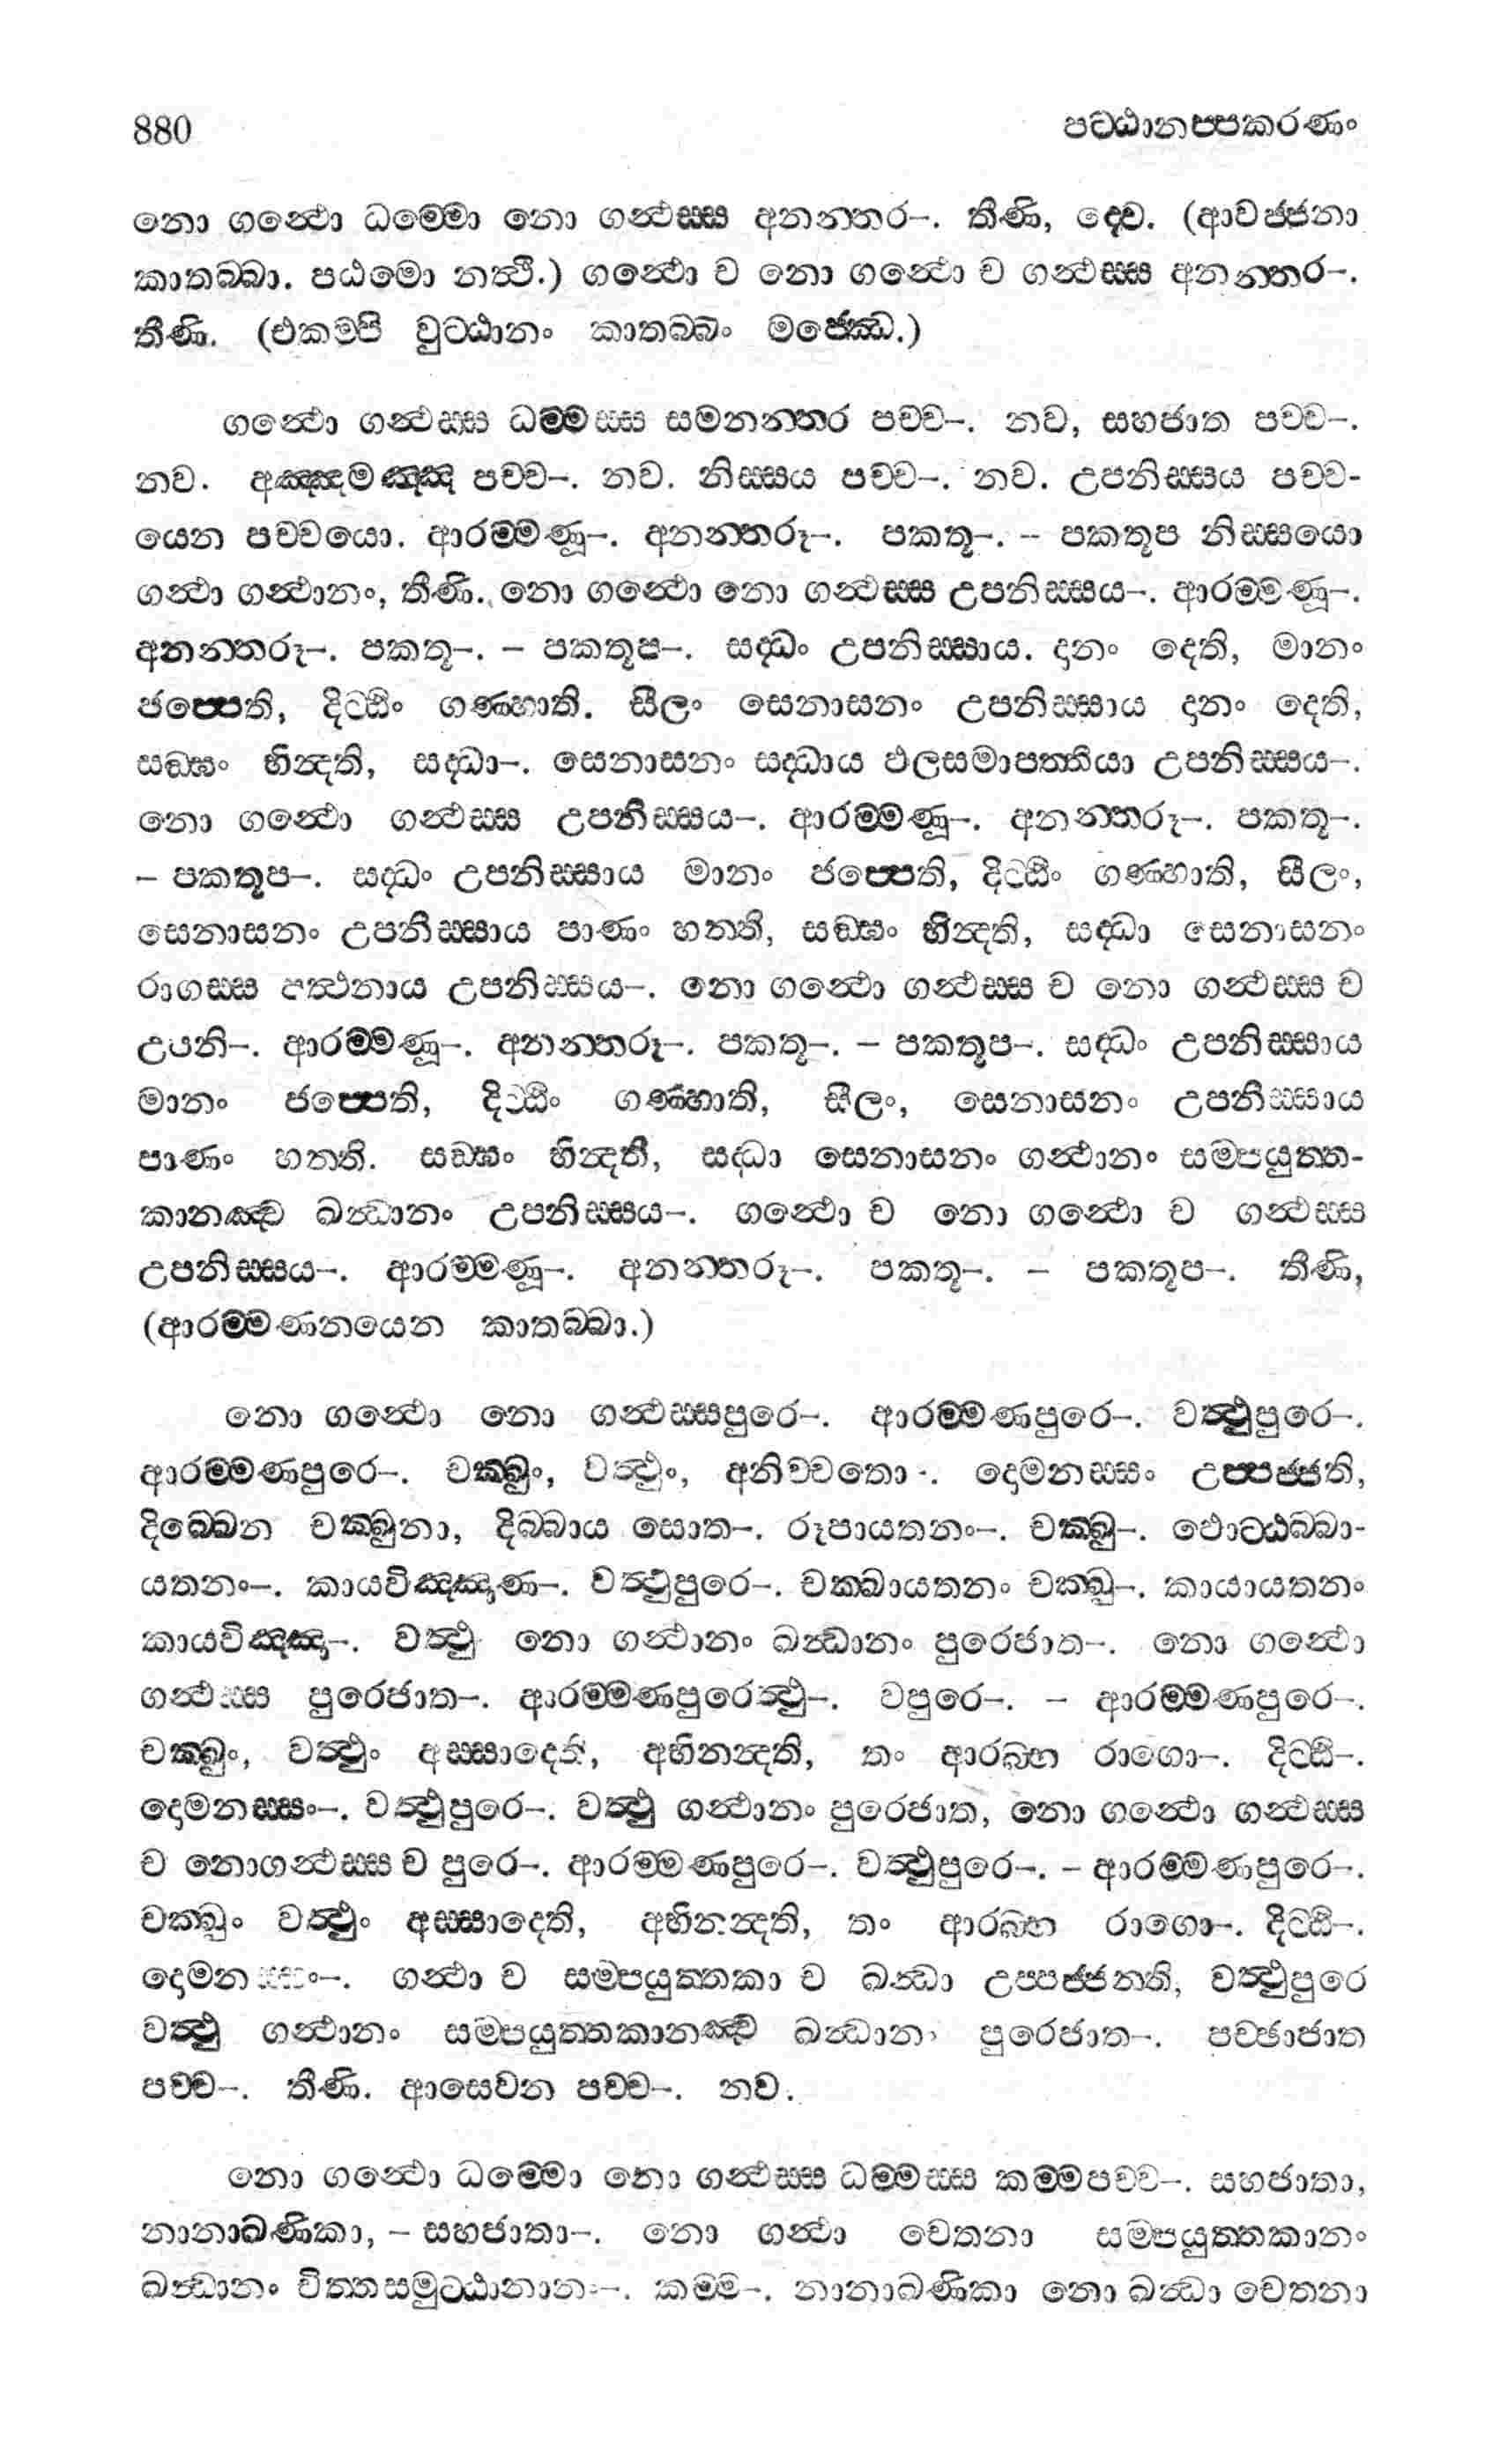 880 පට‍්ඨානප‍්පකරණං
නො ගන්‍ථො ධම‍්මො නො ගන්‍ථස‍්ස අනන‍්තර-. තීණි, ද‍්වෙ. (ආවජ‍්ජනා
කාතබ‍්බා. පඨමො නත්‍ථි.) ගන්‍ථො ච නො ගන්‍ථො ච ගන්‍ථස‍්ස අනන‍්තර-.
තීණි. (එකම‍්පි වුට‍්ඨානං කාතබ‍්බං මජ‍්ඣෙ.)
ගන්‍ථො ගන්‍ථස‍්ස ධම‍්මස‍්ස සමනන‍්තර පච‍්ච-. නව, සහජාත පච‍්ච-.
නව. අඤ‍්ඤමඤ‍්ඤ පච‍්ච-. නව. නිස‍්සය පච‍්ච-. නව. උපනිස‍්සය පච‍්ච-
යෙන පච‍්චයො. ආරම‍්මණූ-. අනන‍්තරූ-. පකතූ-. - පකතූප නිස‍්සයො
ගන්‍ථා ගන්‍ථානං, තීණි. නො ගන්‍ථො නො ගන්‍ථස‍්ස උපනිස‍්සය-. ආරම‍්මණූ-.
අනන‍්තරූ-. පකතූ-. - පකතූප-. සද්‍ධං උපනිස‍්සාය. දානං දෙති, මානං
ජප‍්පෙති, දිට‍්ඨිං ගණ‍්හාති. සීලං සෙනාසනං උපනිස‍්සාය දානං දෙති,
සඞ‍්ඝං භින්‍දති, සද්‍ධා-. සෙනාසනං සද්‍ධාය ඵලසමාපත‍්තියා උපනිස‍්සය-.
නො ගන්‍ථො ගන්‍ථස‍්ස උපනිස‍්සය-. ආරම‍්මණූ-. අනන‍්තරූ-. පකතූ-.
- පකතූප-. සද්‍ධං උපනිස‍්සාය මානං ජප‍්පෙති, දිට‍්ඨිං ගණ‍්හාති, සීලං,
සෙනාසනං උපනිස‍්සාය පාණං හනති, සඞ‍්ඝං භින්‍දති, සද්‍ධා සෙනාසනං
රාගස‍්ස පත්‍ථනාය උපනිස‍්සය-. නො ගන්‍ථො ගන්‍ථස‍්ස ච නො ගන්‍ථස‍්ස ච
උපනි-. ආරම‍්මණූ-. අනන‍්තරූ-. පකතූ-. - පකතූප-. සද්‍ධං උපනිස‍්සාය
මානං ජප‍්පෙති, දිට‍්ඨිං ගණ‍්හාති, සීලං, සෙනාසනං උපනිස‍්සාය
පාණං හනති. සඞ‍්ඝං භින්‍දති, සද්‍ධා සෙනාසනං ගන්‍ථානං සම‍්පයුත‍්ත-
කානඤ‍්ච ඛන්‍ධානං උපනිස‍්සය-. ගන්‍ථො ච නො ගන්‍ථො ච ගන්‍ථස‍්ස
උපනිස‍්සය-. ආරම‍්මණූ-. අනන‍්තරූ-. පකතූ-. - පකතූප-. තීණි,
(ආරම‍්මණනයෙන කාතබ‍්බා.)
නො ගන්‍ථො නො ගන්‍ථස‍්සපුරෙ-. ආරම‍්මණපුරෙ-. වත්‍ථුපුරෙ-.
ආරම‍්මණපුරෙ-. චක‍්ඛුං, වත්‍ථුං, අනිච‍්චතො-. දොමනස‍්සං උප‍්පජ‍්ජති,
දිබ‍්බෙන චක‍්ඛුනා, දිබ‍්බාය සොත-. රූපායතනං-. චක‍්ඛු-. ඵොට‍්ඨබ‍්බා-
යතනං-. කායවිඤ‍්ඤාණ-. වත්‍ථුපුරෙ-. චක‍්ඛායතනං චක‍්ඛු-. කායායතනං
කායවිඤ‍්ඤා-. වත්‍ථු නො ගන්‍ථානං ඛන්‍ධානං පුරෙජාත-. නො ගන්‍ථො
ගන්‍ථස‍්ස පුරෙජාත-. ආරම‍්මණපුරෙත්‍ථු-. වපුරෙ-. - ආරම‍්මණපුරෙ-.
චක‍්ඛුං, වත්‍ථුං අස‍්සාදෙති, අභිනන්‍දති, තං ආරබ‍්භ රාගො-. දිට‍්ඨි-.
දොමනස‍්සං-. වත්‍ථුපුරෙ-. වත්‍ථු ගන්‍ථානං පුරෙජාත, නො ගන්‍ථො ගන්‍ථස‍්ස
ච නොගන්‍ථස‍්ස ච පුරෙ-. ආරම‍්මණපුරෙ-. වත්‍ථුපුරෙ-. - ආරම‍්මණපුරෙ-.
චක‍්ඛුං වත්‍ථුං අස‍්සාදෙති, අභිනන්‍දති, තං ආරබ‍්භ රාගො-. දිට‍්ඨි-.
දොමනස‍්සං-. ගන්‍ථා ච සම‍්පයුත‍්තකා ච ඛන්‍ධා උප‍්පජ‍්ජන‍්ති, වත්‍ථුපුරෙ
වත්‍ථු ගන්‍ථානං සම‍්පයුත‍්තකානඤ‍්ච ඛන්‍ධානං පුරෙජාත-. පච‍්ඡාජාත
පච‍්ච-. තීණි. ආසෙවන පච‍්ච-. නව.
නො ගන්‍ථො ධම‍්මො නො ගන්‍ථස‍්ස ධම‍්මස‍්ස කම‍්මපච‍්ච-. සහජාතා,
නානාඛණිකා, - සහජාතා-. නො ගන්‍ථා චෙතනා සම‍්පයුත‍්තකානං
ඛන්‍ධානං චිත‍්තසමුට‍්ඨානානං-. කම‍්ම-. නානාඛණිකා නො ඛන්‍ධා චෙතනා